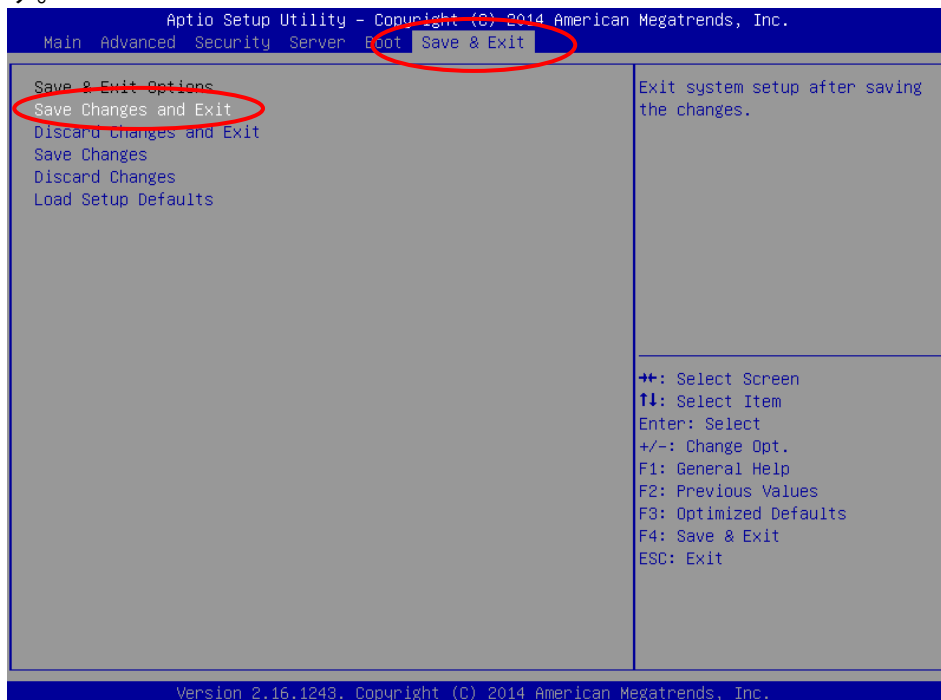 Aptio Setup Utility – Copyright (C) 2014 American Megatrends, Inc.
Main Advanced Security Server Boot Save & Exit
Save & Exit Options
Save Changes and Exit
Discard Changes and Exit
Save Changes
Discard Changes
Load Setup Defaults
Exit system setup after saving
the changes.
→←: Select Screen
↑↓: Select Item
Enter: Select
+/-: Change Opt.
F1: General Help
F2: Previous Values
F3: Optimized Defaults
F4: Save & Exit
ESC: Exit
Version 2.16.1243. Copyright (C) 2014 American Megatrends, Inc.